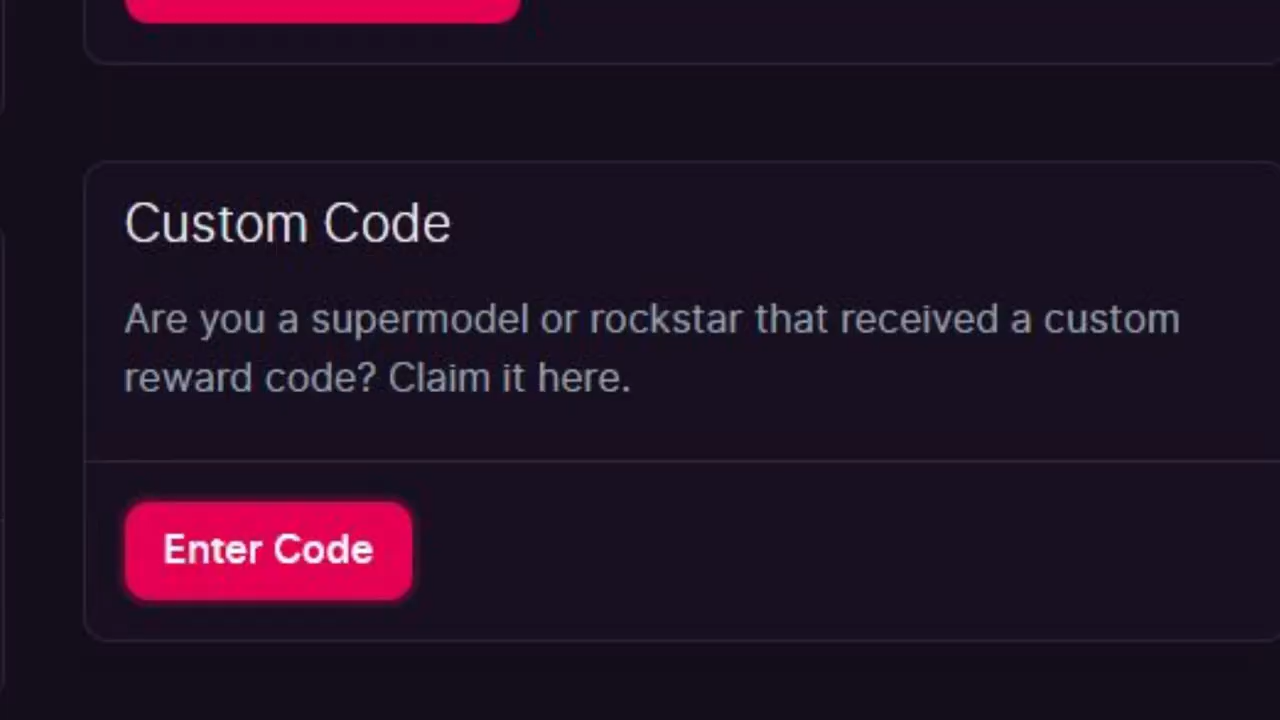 Custom Code
Are you a supermodel or rockstar that received a custom
reward code? Claim it here.
Enter Code